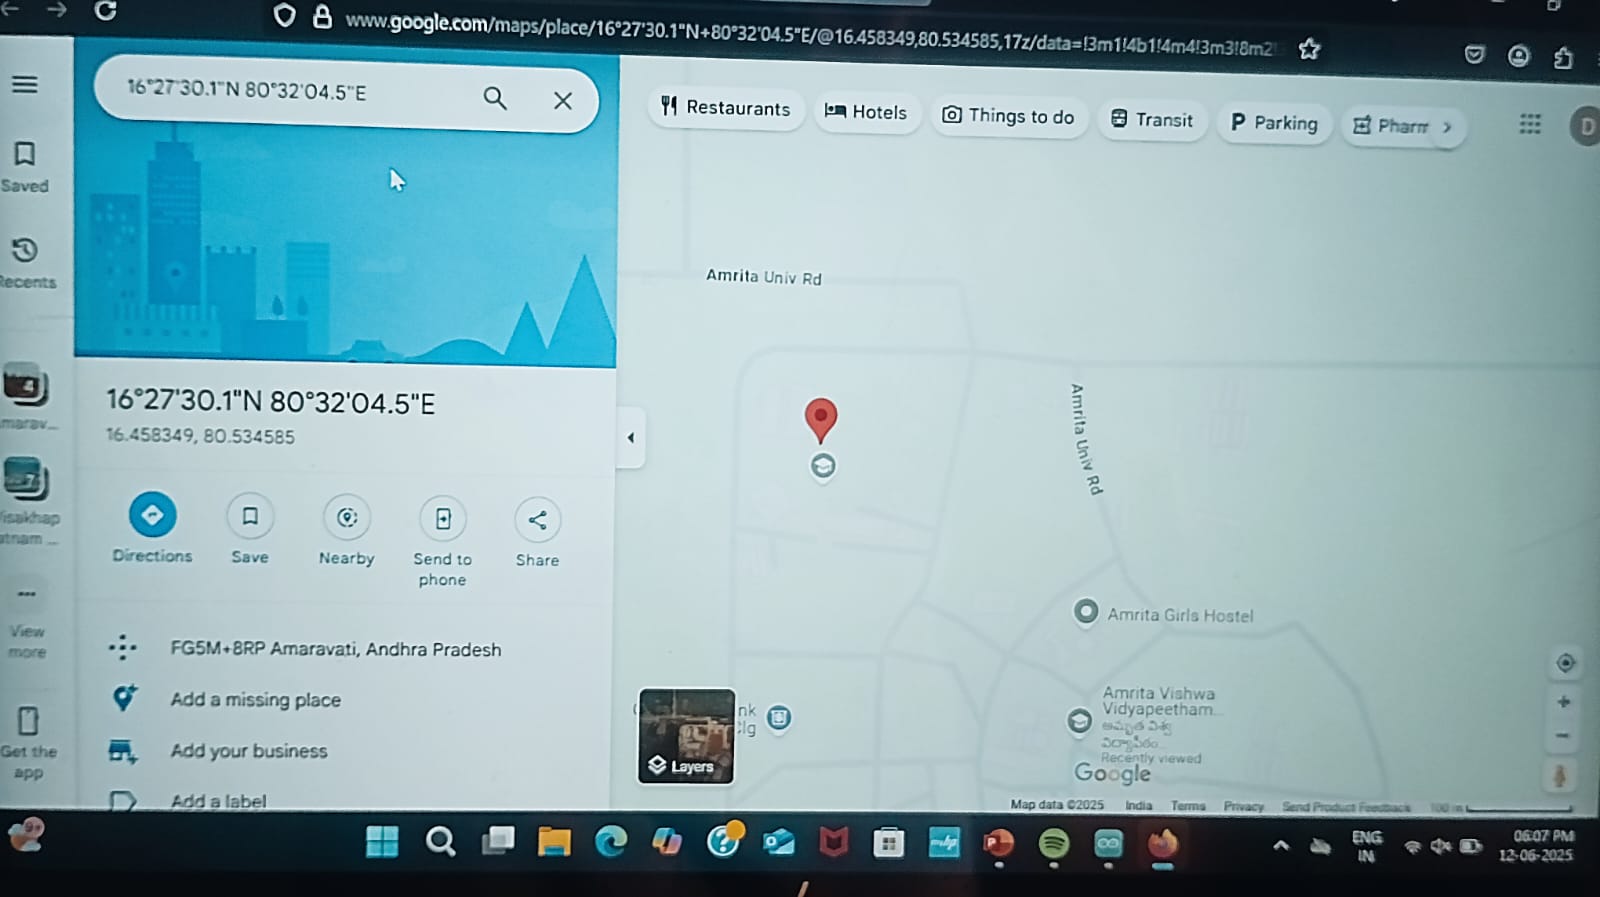 www.google.com/maps/place/16°27'30.1"N+80°32'04.5"E/@16.458349,80.534585,17z/data=!3m1!4b1!4m4!3m3!8m2!
16°27'30.1"N 80°32'04.5"E
Restaurants
Hotels
Things to do
Transit
Parking
Pharm
D
Saved
Recents
4
marav...
7
isakhap
atnam ...
View
more
Get the
app
16°27'30.1"N 80°32'04.5"E
16.458349, 80.534585
Directions
Save
Nearby
Send to
phone
Share
FG5M+8RP Amaravati, Andhra Pradesh
Add a missing place
Add your business
Add a label
Amrita Univ Rd
Amrita Univ Rd
Amrita Girls Hostel
nk
lg
Amrita Vishwa
Vidyapeetham...
Recently viewed
Layers
Google
Map data ©2025
India
Terms
Privacy
Send Product Feedback
100 m
ENG
IN
06:07 PM
12-06-2025